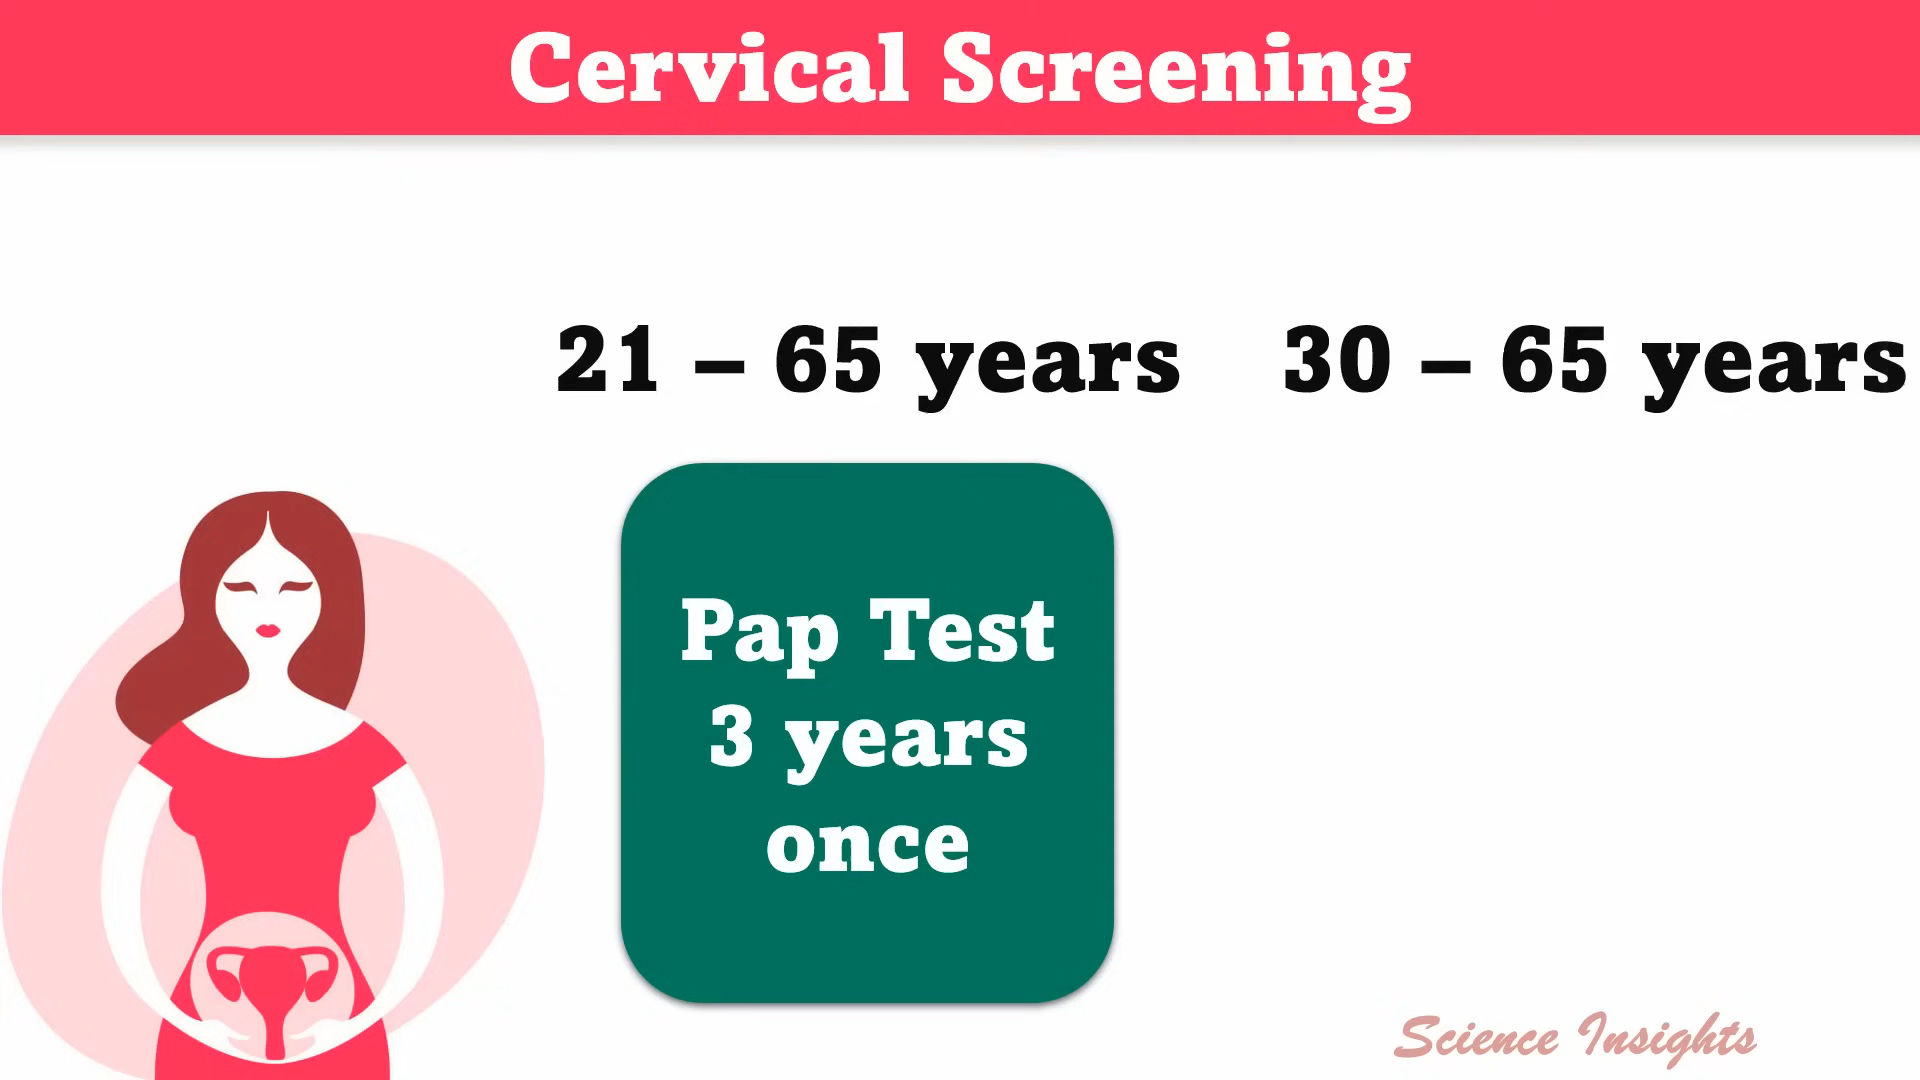 Cervical Screening
21 – 65 years
30 – 65 years
Pap Test
3 years
once
Science Insights